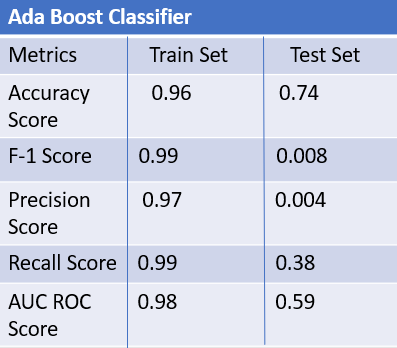 Ada Boost Classifier
Metrics Train Set Test Set
Accuracy Score 0.96 0.74
F-1 Score 0.99 0.008
Precision Score 0.97 0.004
Recall Score 0.99 0.38
AUC ROC Score 0.98 0.59